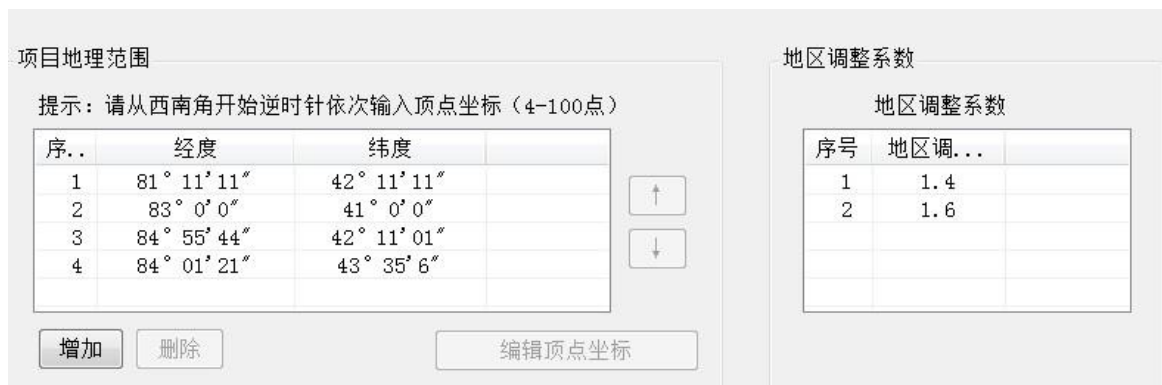 项目地理范围
提示：请从西南角开始逆时针依次输入顶点坐标（4-100点）
序.. 经度 纬度
1 81° 11′11″ 42° 11′11″
2 83° 0′0″ 41° 0′0″
3 84° 55′44″ 42° 11′01″
4 84° 01′21″ 43° 35′6″
↑
↓
增加 删除 编辑顶点坐标
地区调整系数
地区调整系数
序号 地区调...
1 1.4
2 1.6